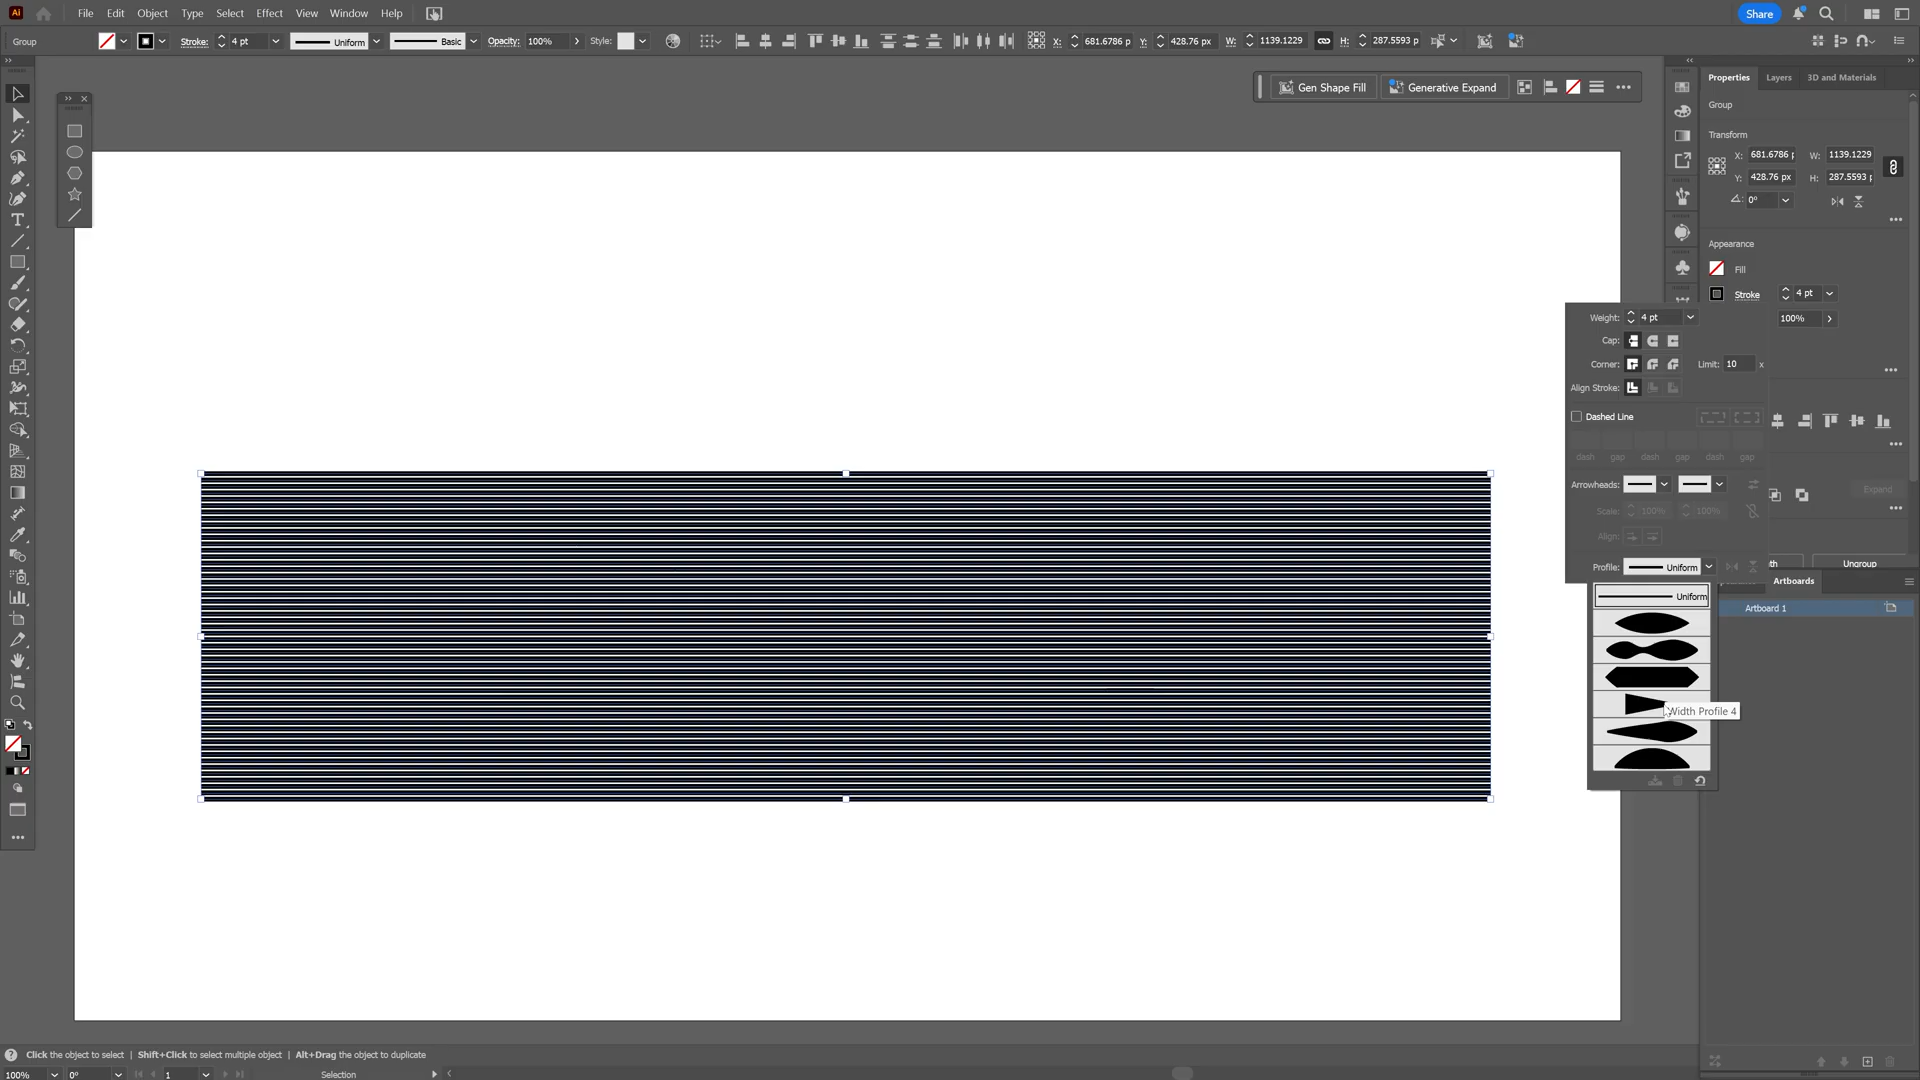 Ai File Edit Object Type Select Effect View Window Help Share
Group Stroke: 4 pt Uniform Basic Opacity: 100% Style: X: 681.6786 p Y: 428.76 px W: 1139.1229 H: 287.5593 p
Gen Shape Fill Generative Expand
Properties Layers 3D and Materials
Group
Transform
X: 681.6786 W: 1139.1229
Y: 428.76 px H: 287.5593
0°
Appearance
Fill
Stroke 4 pt
100%
Weight: 4 pt
Cap:
Corner: Limit: 10 x
Align Stroke:
Dashed Line
dash gap dash gap dash gap
Arrowheads:
Scale: 100% 100%
Align:
Expand
Profile: Uniform
Ungroup
Artboards
Uniform
Artboard 1
Width Profile 4
Click the object to select Shift+Click to select multiple object Alt+Drag the object to duplicate
100% 0° 1 Selection